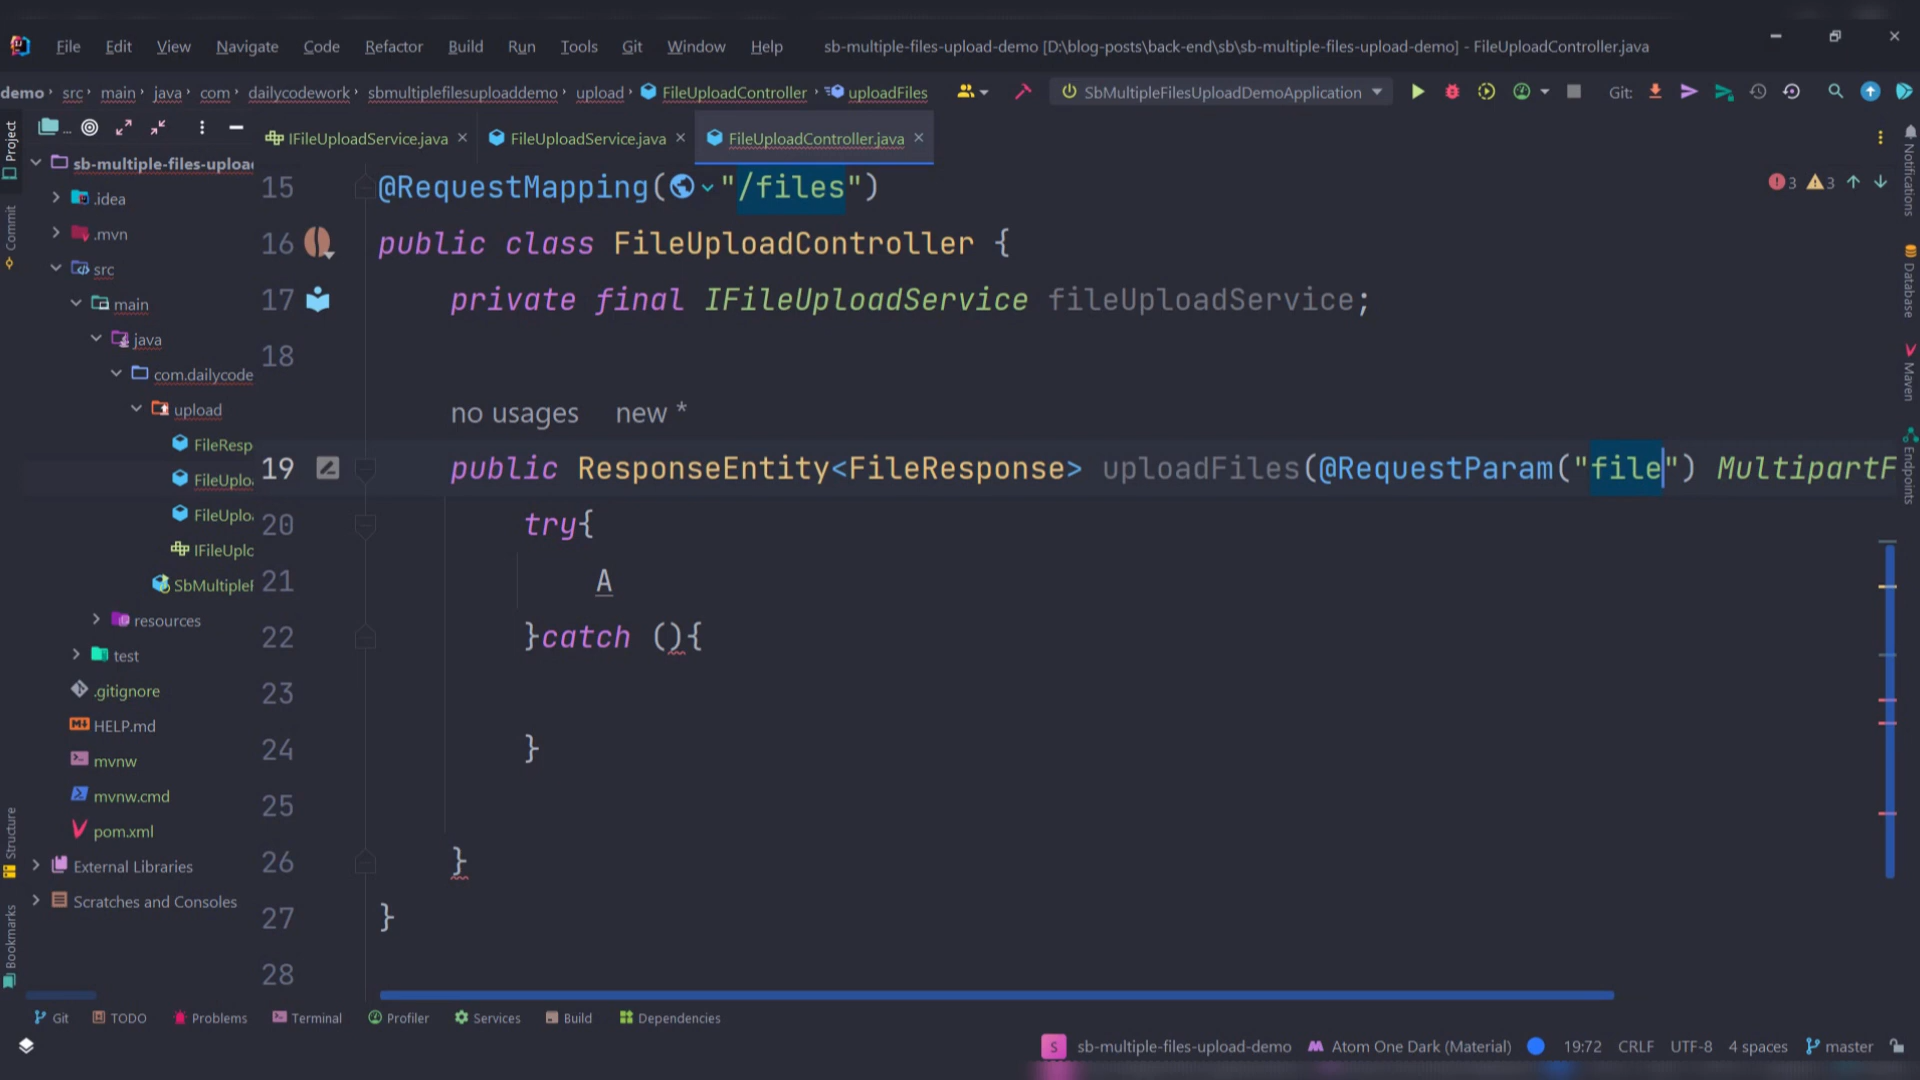 File Edit View Navigate Code Refactor Build Run Tools Git Window Help sb-multiple-files-upload-demo [D:\blog-posts\back-end\sb\sb-multiple-files-upload-demo] - FileUploadController.java
demo src main java com dailycodework sbmultiplefilesuploaddemo upload FileUploadController uploadFiles SbMultipleFilesUploadDemoApplication Git:
... IFileUploadService.java FileUploadService.java FileUploadController.java
Project
Commit
Structure
Bookmarks
sb-multiple-files-upload
.idea
.mvn
src
main
java
com.dailycode
upload
FileResp
FileUplo
FileUplo
IFileUplo
SbMultiple
resources
test
.gitignore
HELP.md
mvnw
mvnw.cmd
pom.xml
External Libraries
Scratches and Consoles
3 3
15 @RequestMapping("/files")
16 public class FileUploadController {
17 private final IFileUploadService fileUploadService;
18
no usages new *
19 public ResponseEntity<FileResponse> uploadFiles(@RequestParam("file") MultipartF
20 try{
21 A
22 }catch (){
23
24 }
25
26 }
27 }
28
Notifications
Database
Maven
Endpoints
Git TODO Problems Terminal Profiler Services Build Dependencies
S sb-multiple-files-upload-demo Atom One Dark (Material) 19:72 CRLF UTF-8 4 spaces master